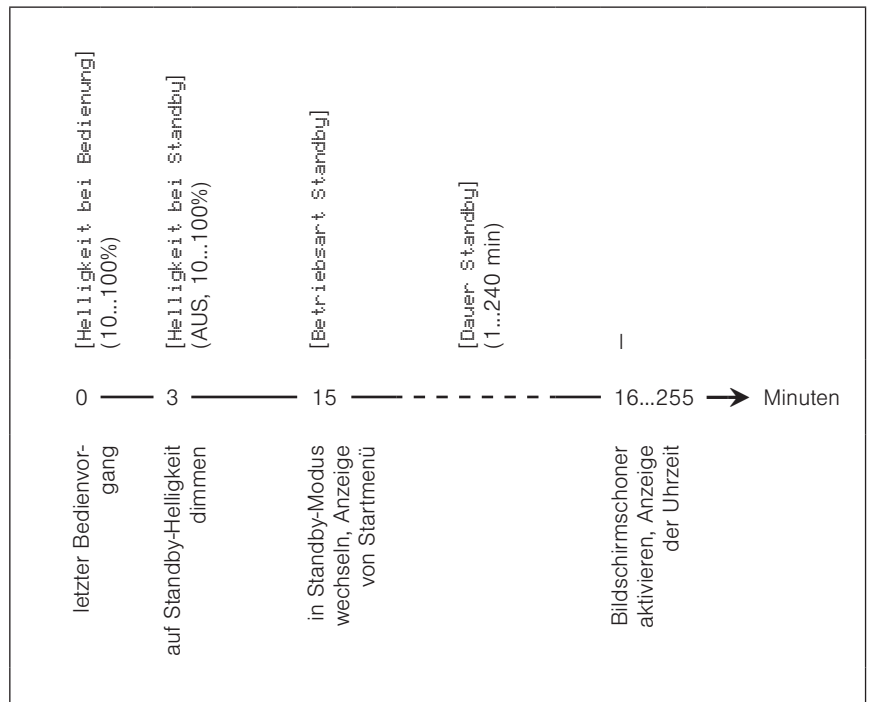 [Helligkeit bei Bedienung]
(10...100%)
[Helligkeit bei Standby]
(AUS, 10...100%)
[Betriebsart Standby]
[Dauer Standby]
(1...240 min)
–
0
3
15
16...255
Minuten
letzter Bedienvor-
gang
auf Standby-Helligkeit
dimmen
in Standby-Modus
wechseln, Anzeige
von Startmenü
Bildschirmschoner
aktivieren, Anzeige
der Uhrzeit